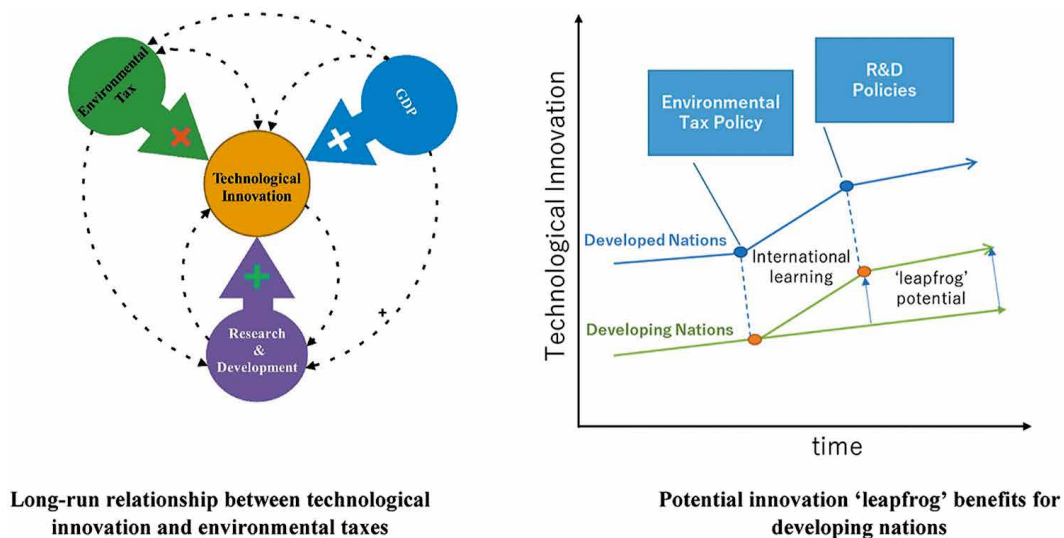 Environmental
Tax
GDP
Technological
Innovation
+
Research
&
Development
+
Long-run relationship between technological
innovation and environmental taxes
Technological Innovation
Environmental
Tax Policy
R&D
Policies
Developed Nations
International
learning
'leapfrog'
potential
Developing Nations
time
Potential innovation ‘leapfrog’ benefits for
developing nations